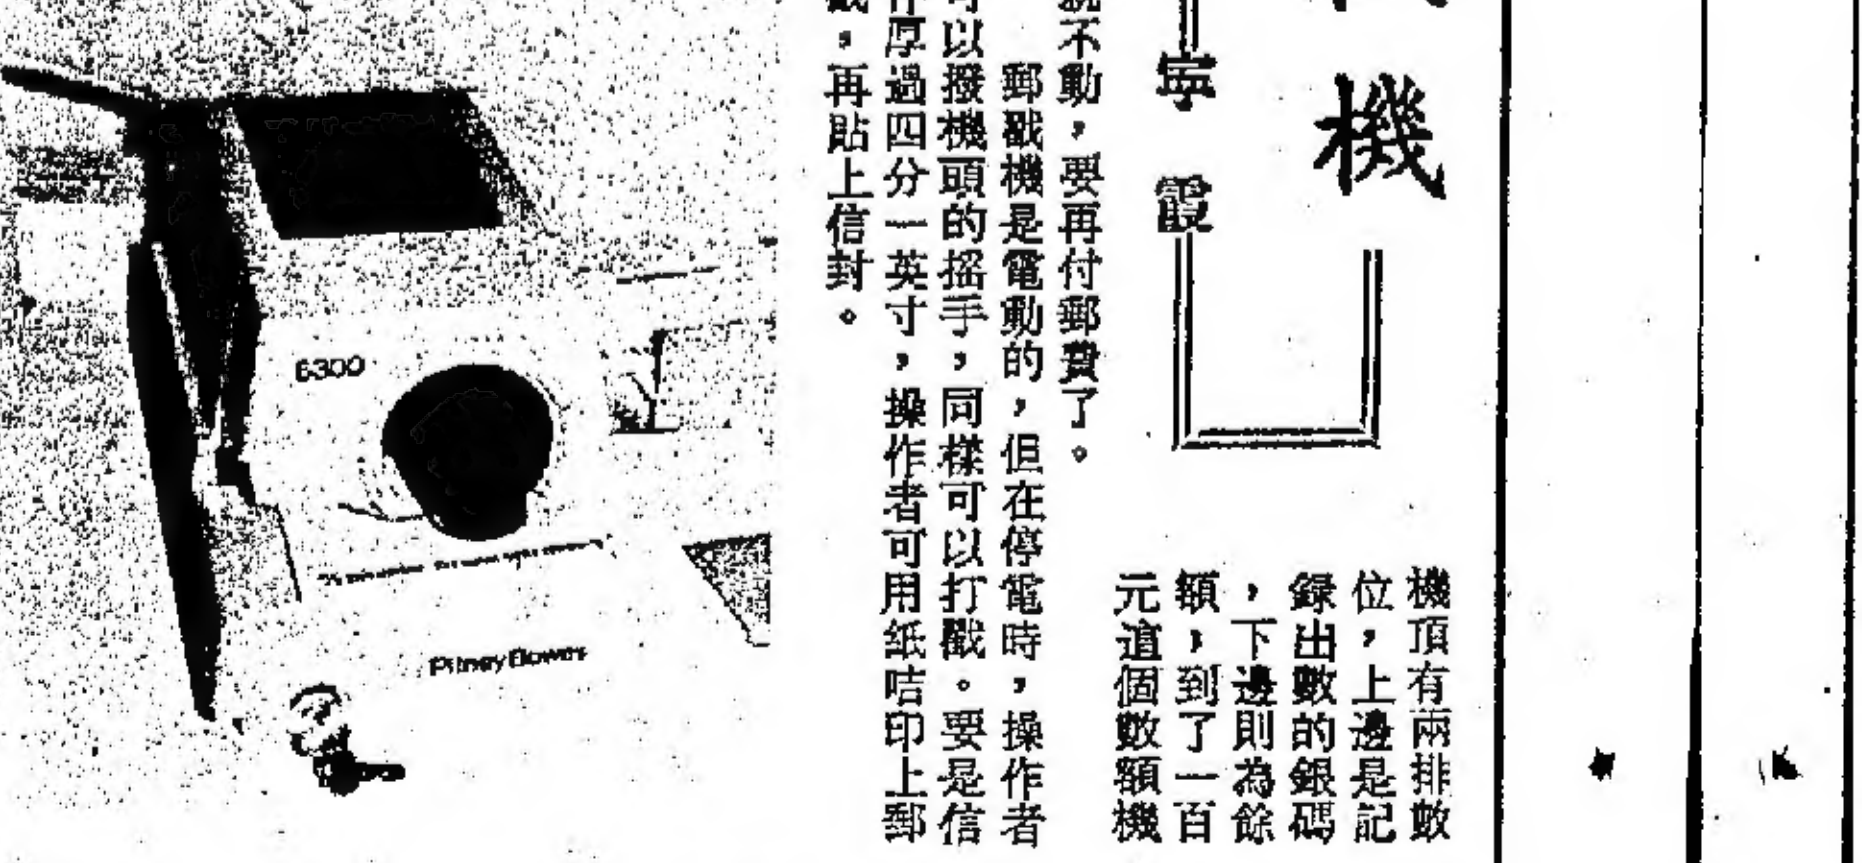 機
寧霞
機頂有兩排數
位，上邊是記
錄出數的銀碼
，下邊則為餘
額，到了一百
元這個數額機
不動，要再付郵費了。
郵戳機是電動的，但在停電時，操作者
以撥機頭的搖手，同樣可以打戳。要是信
厚過四分一英寸，操作者可用紙咭印上郵
，再貼上信封。
6300
Pitney Bowes